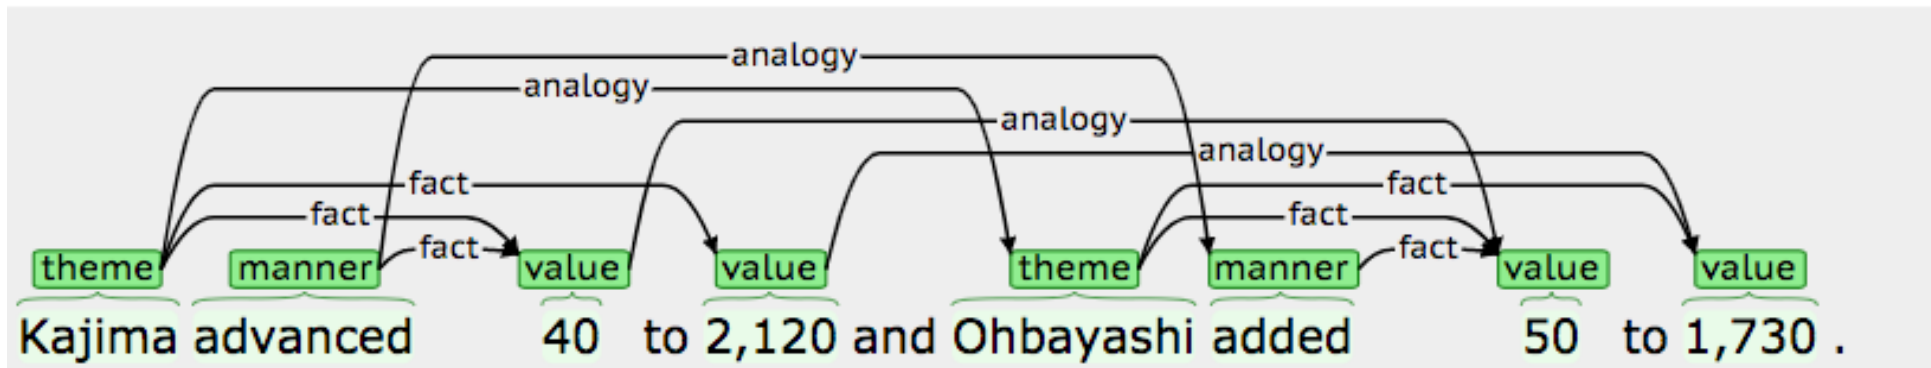 analogy
analogy
analogy
analogy
fact fact
fact fact
fact fact
theme manner value value theme manner value value
Kajima advanced 40 to 2,120 and Ohbayashi added 50 to 1,730 .